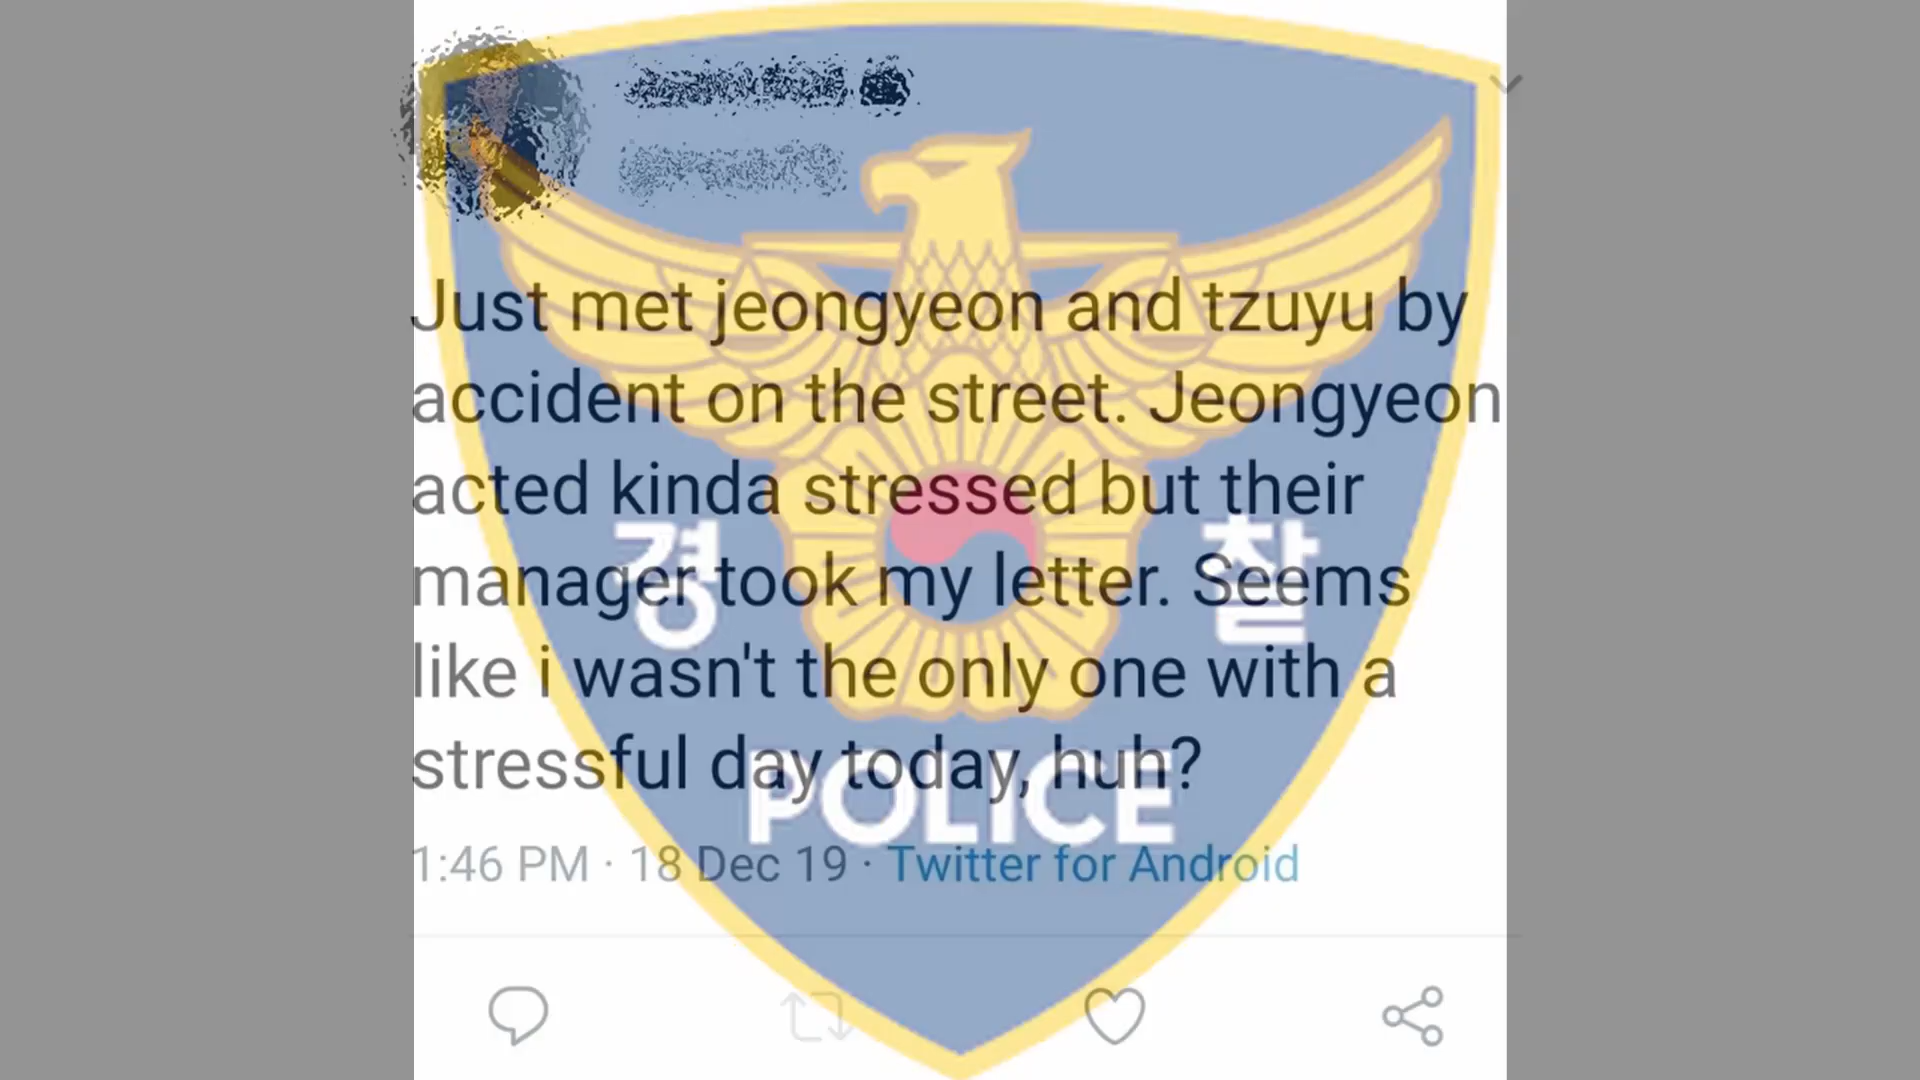 Just met jeongyeon and tzuyu by
accident on the street. Jeongyeon
acted kinda stressed but their
manager took my letter. Seems
like i wasn't the only one with a
stressful day today, huh?
경 찰
POLICE
1:46 PM · 18 Dec 19 · Twitter for Android